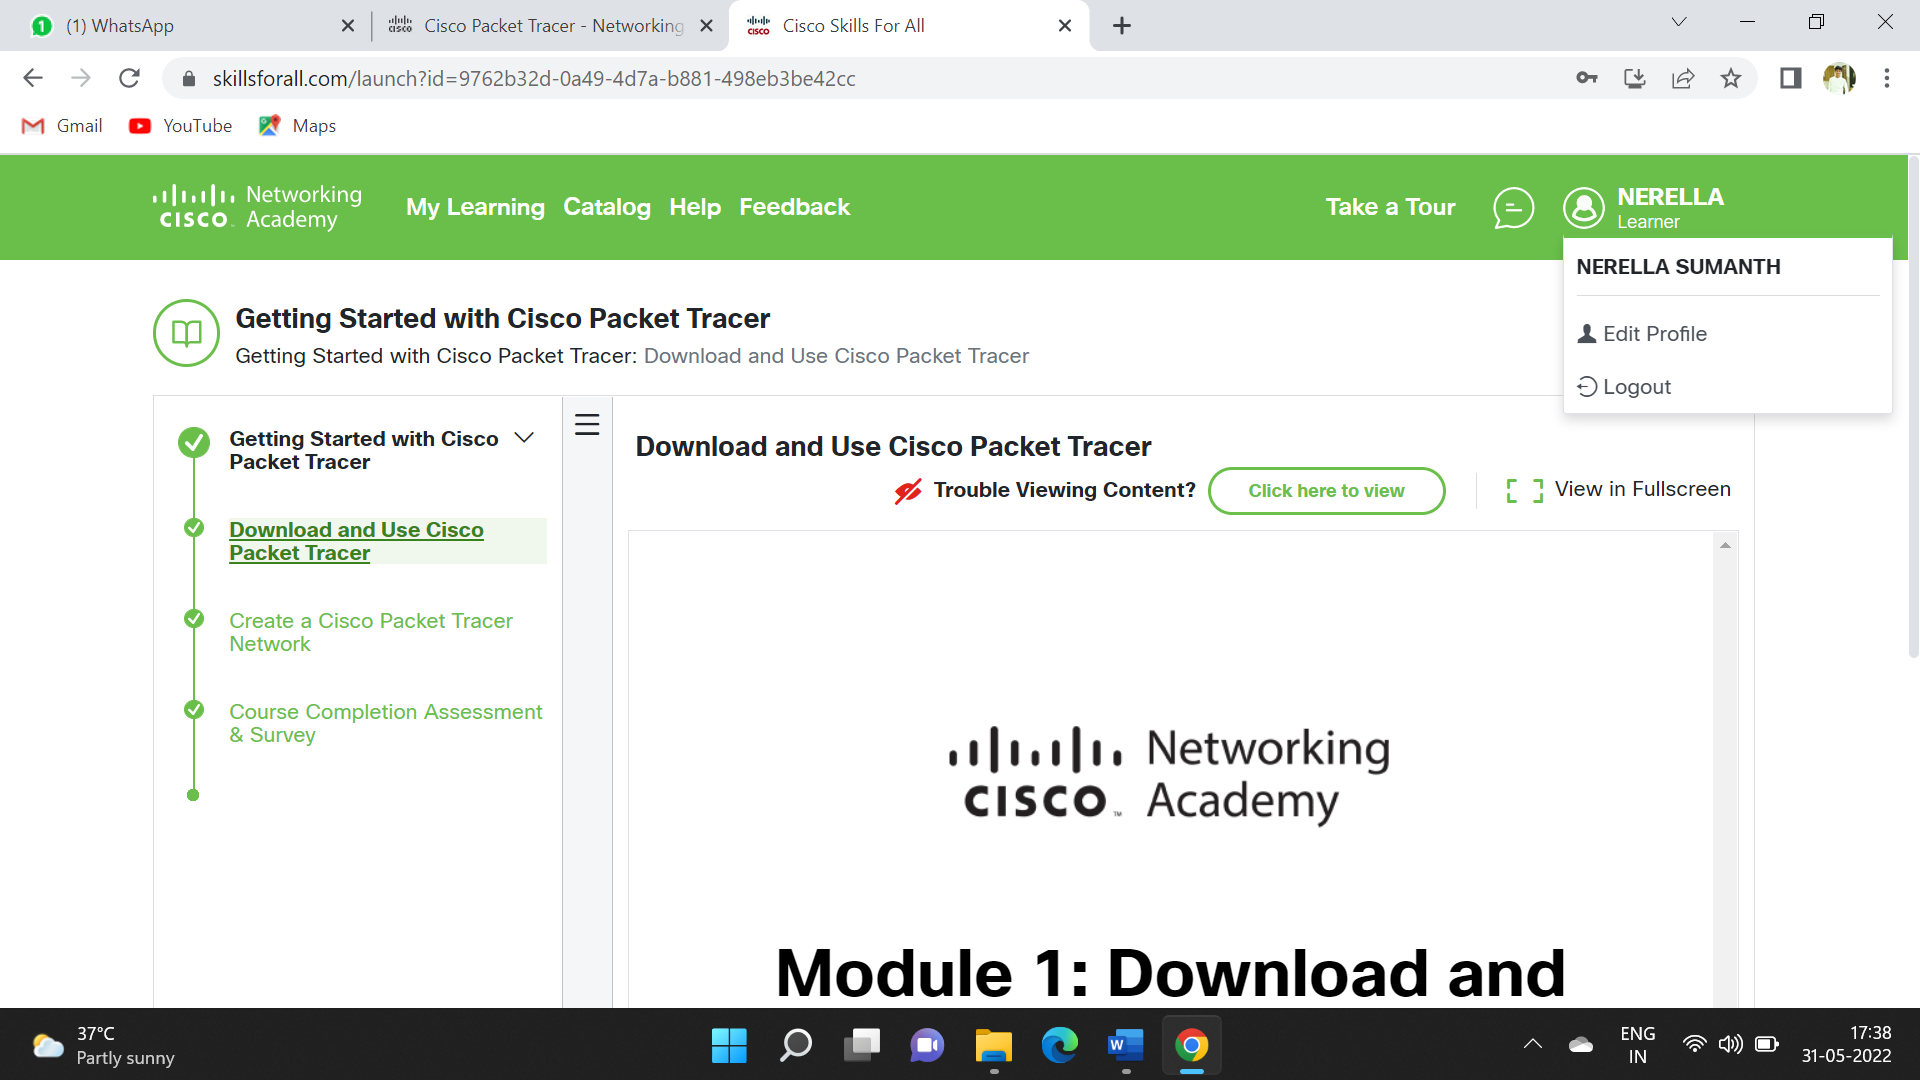 1
(1) WhatsApp
Cisco Packet Tracer - Networking
CISCO
Cisco Skills For All
skillsforall.com/launch?id=9762b32d-0a49-4d7a-b881-498eb3be42cc
Gmail
YouTube
Maps
CISCO
Networking
Academy
My Learning
Catalog
Help
Feedback
Take a Tour
NERELLA
Learner
NERELLA SUMANTH
Edit Profile
Logout
Getting Started with Cisco Packet Tracer
Getting Started with Cisco Packet Tracer: Download and Use Cisco Packet Tracer
Getting Started with Cisco
Packet Tracer
Download and Use Cisco
Packet Tracer
Create a Cisco Packet Tracer
Network
Course Completion Assessment
& Survey
Download and Use Cisco Packet Tracer
Trouble Viewing Content?
Click here to view
View in Fullscreen
CISCO™
Networking
Academy
Module 1: Download and
37°C
Partly sunny
W
ENG
IN
17:38
31-05-2022